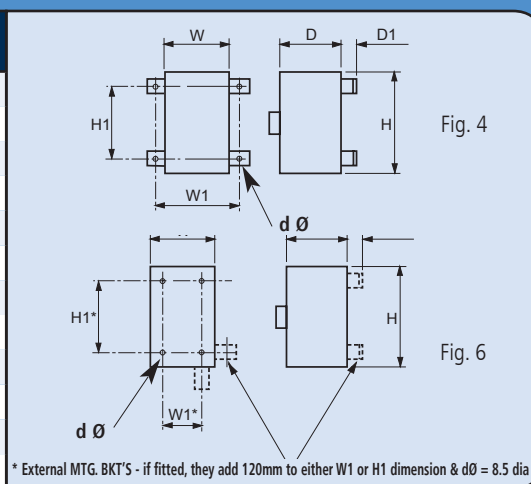 W D D1
H1 H Fig. 4
W1
d Ø
H1* H Fig. 6
W1*
d Ø
* External MTG. BKT'S - if fitted, they add 120mm to either W1 or H1 dimension & dØ = 8.5 dia